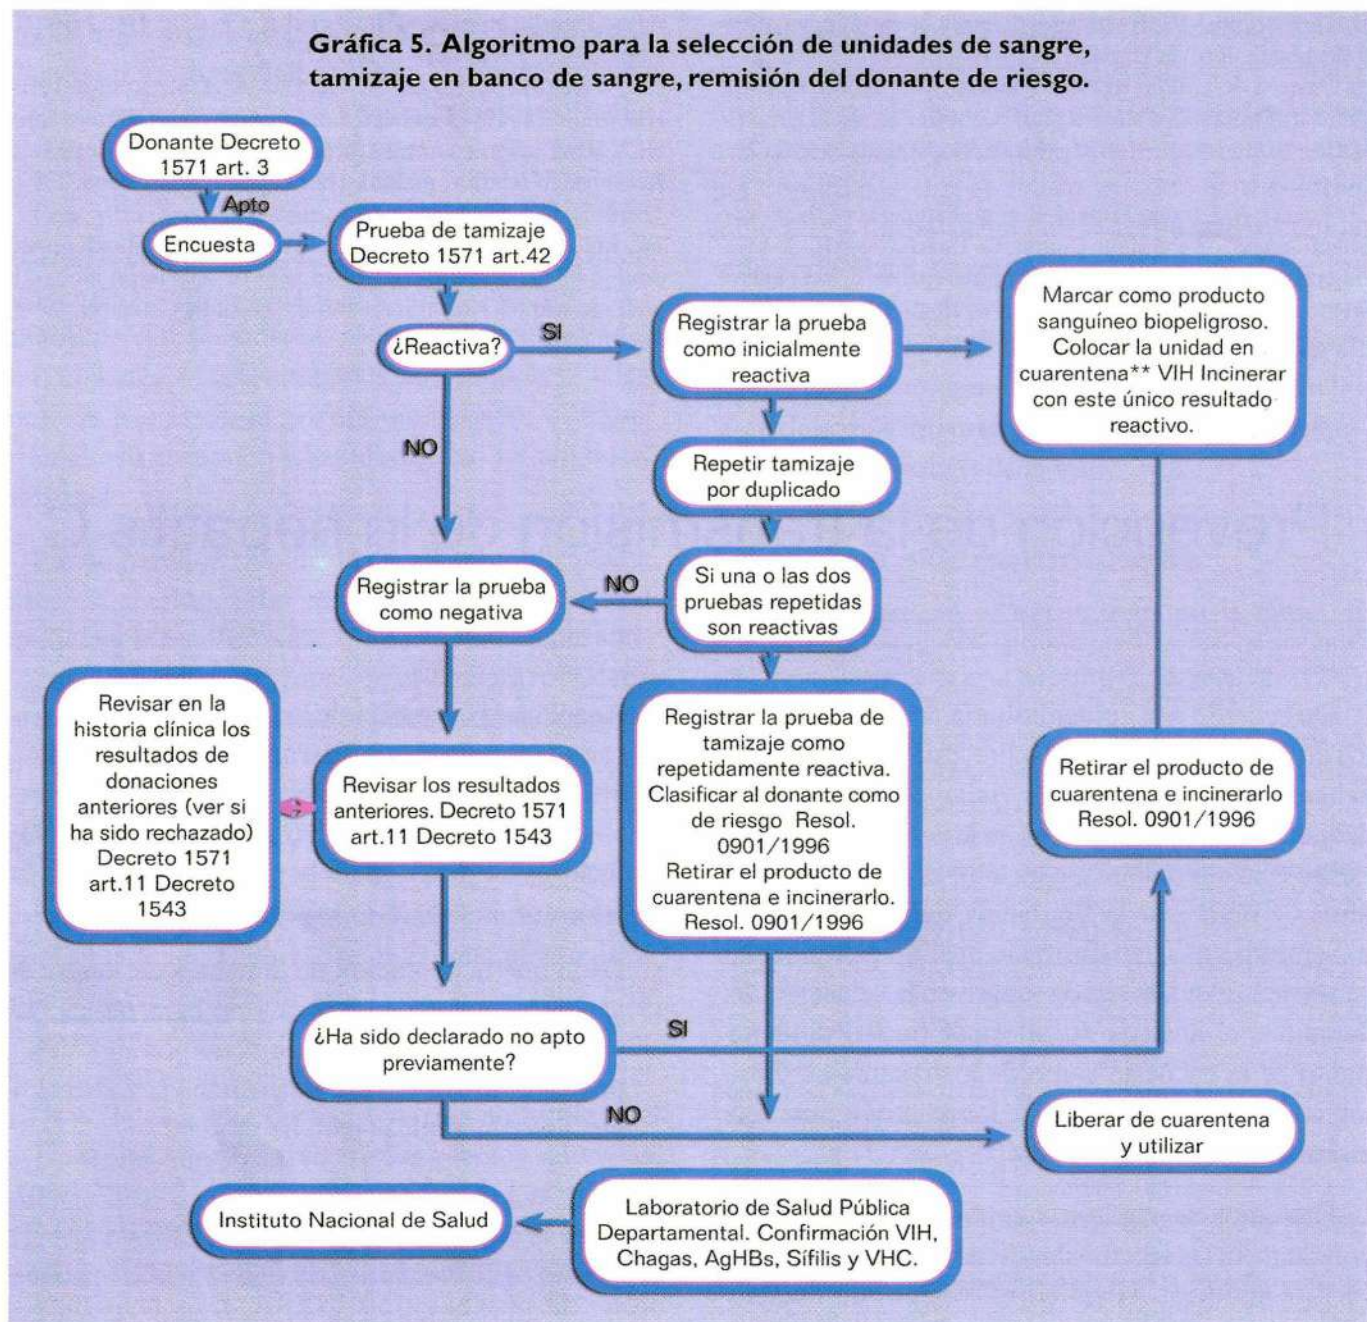 Gráfica 5. Algoritmo para la selección de unidades de sangre,
tamizaje en banco de sangre, remisión del donante de riesgo.
Donante Decreto
1571 art. 3
Apto
Encuesta
Prueba de tamizaje
Decreto 1571 art.42
¿Reactiva?
SI
Registrar la prueba
como inicialmente
reactiva
Marcar como producto
sanguíneo biopeligroso.
Colocar la unidad en
cuarentena** VIH Incinerar
con este único resultado
reactivo.
NO
Repetir tamizaje
por duplicado
Registrar la prueba
como negativa
NO
Si una o las dos
pruebas repetidas
son reactivas
Revisar en la
historia clínica los
resultados de
donaciones
anteriores (ver si
ha sido rechazado)
Decreto 1571
art.11 Decreto
1543
Revisar los resultados
anteriores. Decreto 1571
art.11 Decreto 1543
Registrar la prueba de
tamizaje como
repetidamente reactiva.
Clasificar al donante como
de riesgo Resol.
0901/1996
Retirar el producto de
cuarentena e incinerarlo.
Resol. 0901/1996
Retirar el producto de
cuarentena e incinerarlo
Resol. 0901/1996
¿Ha sido declarado no apto
previamente?
SI
NO
Liberar de cuarentena
y utilizar
Instituto Nacional de Salud
Laboratorio de Salud Pública
Departamental. Confirmación VIH,
Chagas, AgHBs, Sífilis y VHC.